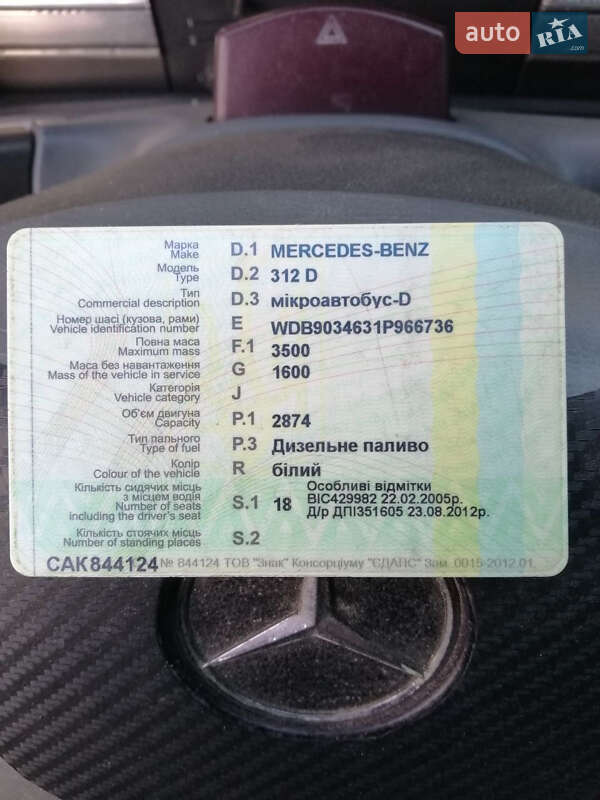 auto RIA.com
Марка D.1 MERCEDES-BENZ
Make
Модель D.2 312 D
Type
Тип D.3 мікроавтобус-D
Commercial description
Номер шасі (кузова, рами) E WDB9034631P966736
Vehicle identification number
Повна маса F.1 3500
Maximum mass
Маса без навантаження G 1600
Mass of the vehicle in service
Категорія J
Vehicle category
Об'єм двигуна P.1 2874
Capacity
Тип пального P.3 Дизельне паливо
Type of fuel
Колір R білий
Colour of the vehicle
Кількість сидячих місць S.1 18 Особливі відмітки
з місцем водія ВІС429982 22.02.2005р.
Number of seats Д/р ДПІ351605 23.08.2012р.
including the driver's seat
Кількість стоячих місць S.2
Number of standing places
САК844124 № 844124 ТОВ "Знак" Консорціуму "ЄДАПС" Зам. 0015-2012.01.